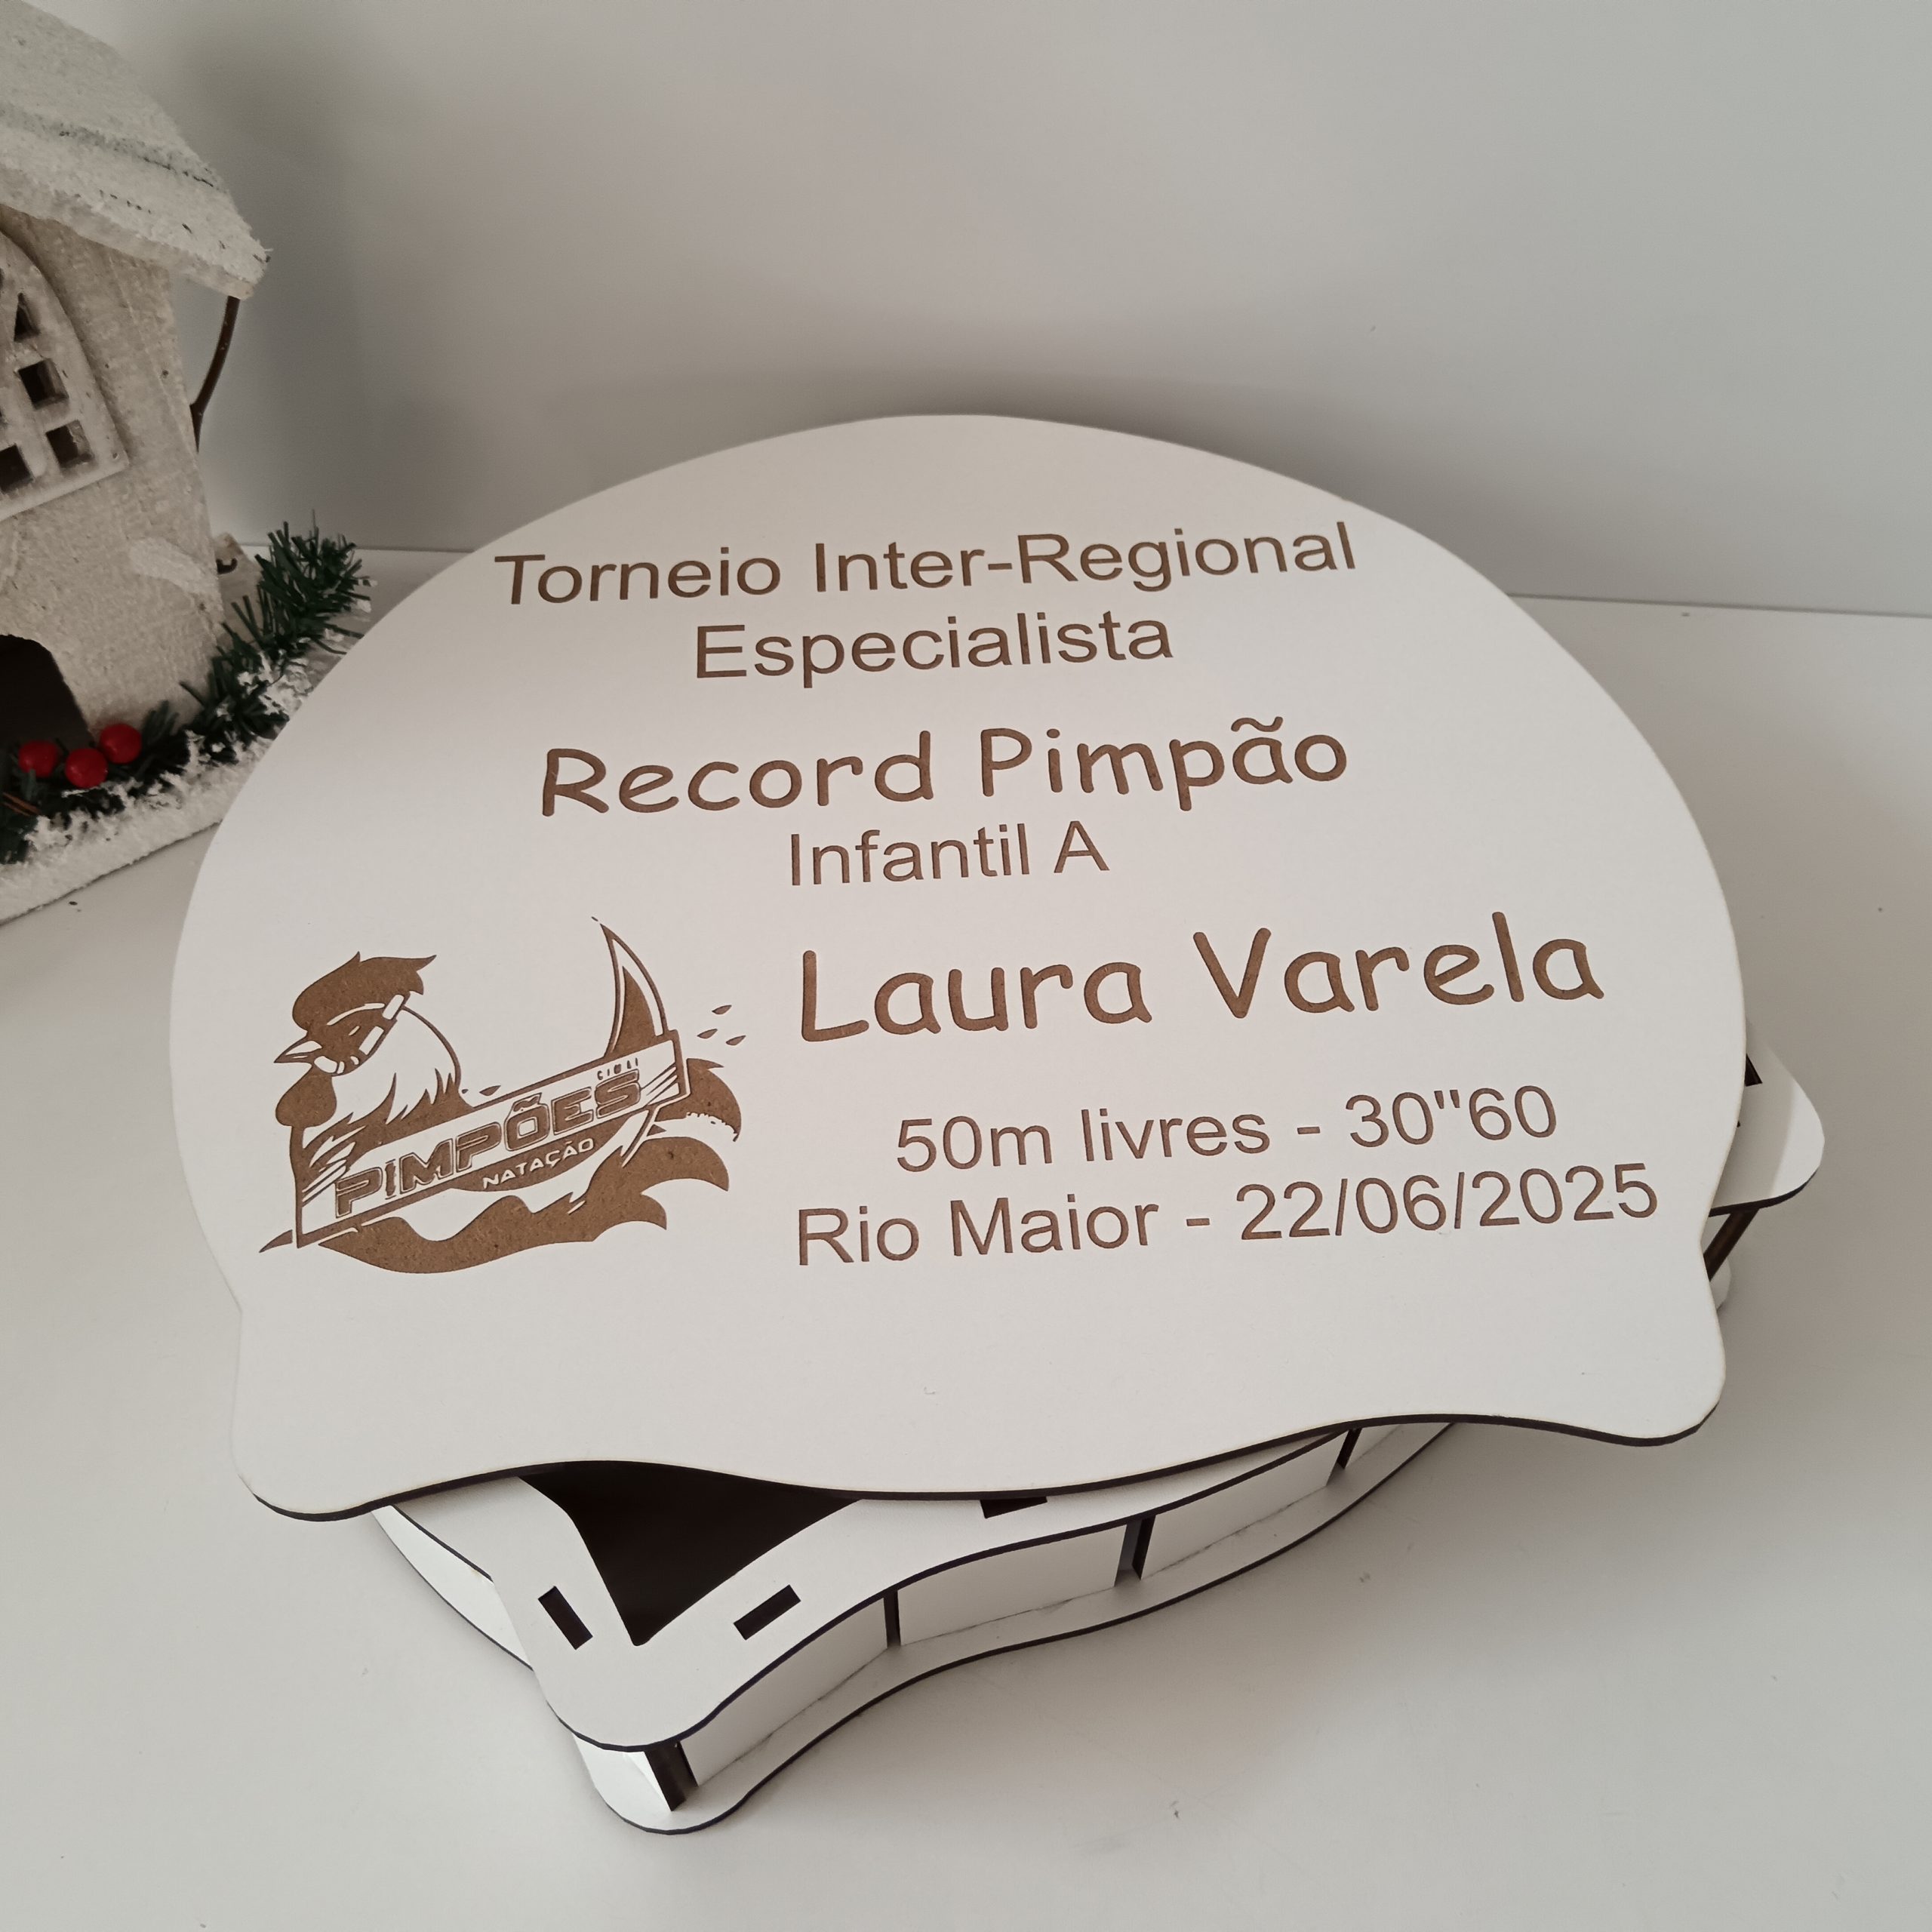 Torneio Inter-Regional
Especialista
Record Pimpão
Infantil A
Laura Varela
PIMPÕES
NATAÇÃO
50m livres - 30"60
Rio Maior - 22/06/2025